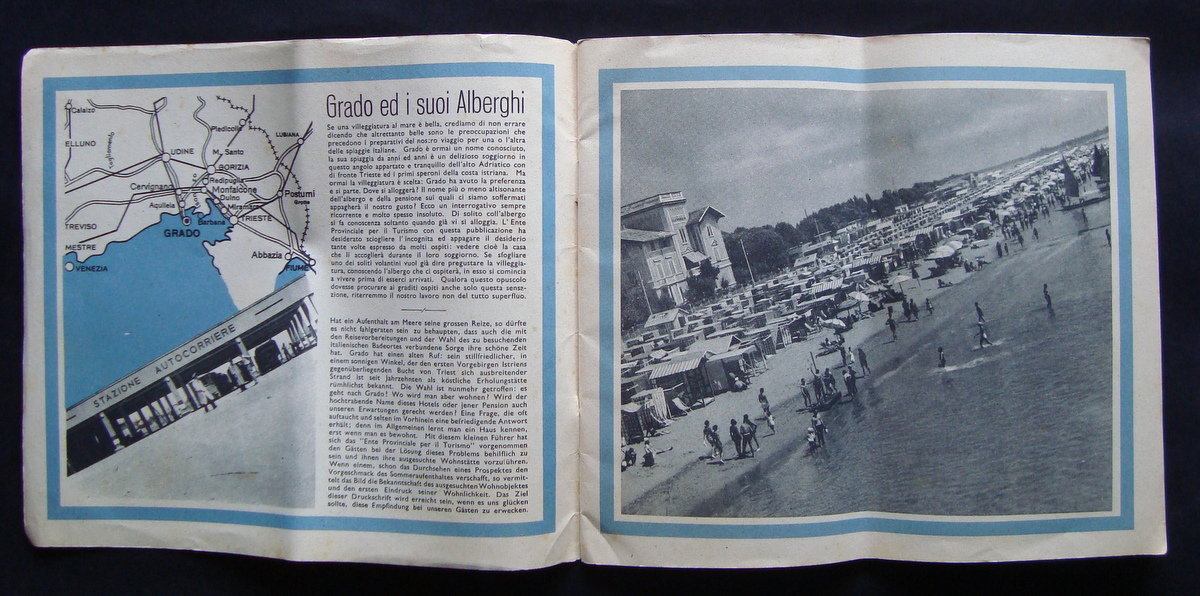 Calalzo
ELLUNO
Tagliamento
Piedicolle
LUBIANA
UDINE
M. Santo
GORIZIA
Redipuglia
Cervignano
Monfalcone
Postumi
Grotte
Duino
Aquileia
Miramare
Barbana
TRIESTE
TREVISO
GRADO
MESTRE
Abbazia
VENEZIA
FIUME
STAZIONE AUTOCORRIERE
Grado ed i suoi Alberghi
Se una villeggiatura al mare è bella, crediamo di non errare
dicendo che altrettanto belle sono le preoccupazioni che
precedono i preparativi del nostro viaggio per una o l'altra
delle spiagge italiane. Grado è ormai un nome conosciuto,
la sua spiaggia da anni ed anni è un delizioso soggiorno in
questo angolo appartato e tranquillo dell'alto Adriatico con
di fronte Trieste ed i primi speroni della costa istriana. Ma
ormai la villeggiatura è scelta: Grado ha avuto la preferenza
e si parte. Dove si alloggerà? Il nome più o meno altisonante
dell'albergo e della pensione sui quali ci siamo soffermati
appagherà il nostro gusto? Ecco un interrogativo sempre
ricorrente e molto spesso insoluto. Di solito coll'albergo
si fa conoscenza soltanto quando già vi si alloggia. L'Ente
Provinciale per il Turismo con questa pubblicazione ha
desiderato sciogliere l'incognita ed appagare il desiderio
tante volte espresso da molti ospiti: vedere cioè la casa
che li accoglierà durante il loro soggiorno. Se sfogliare
uno dei soliti volantini vuol già dire pregustare la villeggia-
tura, conoscendo l'albergo che ci ospiterà, in esso si comincia
a vivere prima di esserci arrivati. Qualora questo opuscolo
dovesse procurare ai graditi ospiti anche solo questa sensa-
zione, riterremmo il nostro lavoro non del tutto superfluo.
Hat ein Aufenthalt am Meere seine grossen Reize, so dürfte
es nicht fehlgeraten sein zu behaupten, dass auch die mit
den Reisevorbereitungen und der Wahl des zu besuchenden
italienischen Badeortes verbundene Sorge ihre schöne Zeit
hat. Grado hat einen alten Ruf: sein stillfriedlicher, in
einem sonnigen Winkel, der den ersten Vorgebirgen Istriens
gegenüberliegenden Bucht von Triest sich ausbreitender
Strand ist seit Jahrzehnten als köstliche Erholungstätte
rühmlichst bekannt. Die Wahl ist nunmehr getroffen: es
geht nach Grado! Wo wird man aber wohnen? Wird der
hochtrabende Name dieses Hotels oder jener Pension auch
unseren Erwartungen gerecht werden? Eine Frage, die oft
auftaucht und selten im Vorhinein eine befriedigende Antwort
erhält; denn im Allgemeinen lernt man ein Haus kennen,
erst wenn man es bewohnt. Mit diesem kleinen Führer hat
sich das "Ente Provinciale per il Turismo" vorgenommen
den Gästen bei der Lösung dieses Problems behilflich zu
sein und ihnen ihre ausgesuchte Wohnstätte vorzuführen.
Wenn einem, schon das Durchsehen eines Prospektes den
Vorgeschmack des Sommeraufenthaltes verschafft, so vermit-
telt das Bild die Bekanntschaft des ausgesuchten Wohnobjektes
und den ersten Eindruck seiner Wohnlichkeit. Das Ziel
dieser Druckschrift wird erreicht sein, wenn es uns glücken
sollte, diese Empfindung bei unseren Gästen zu erwecken.